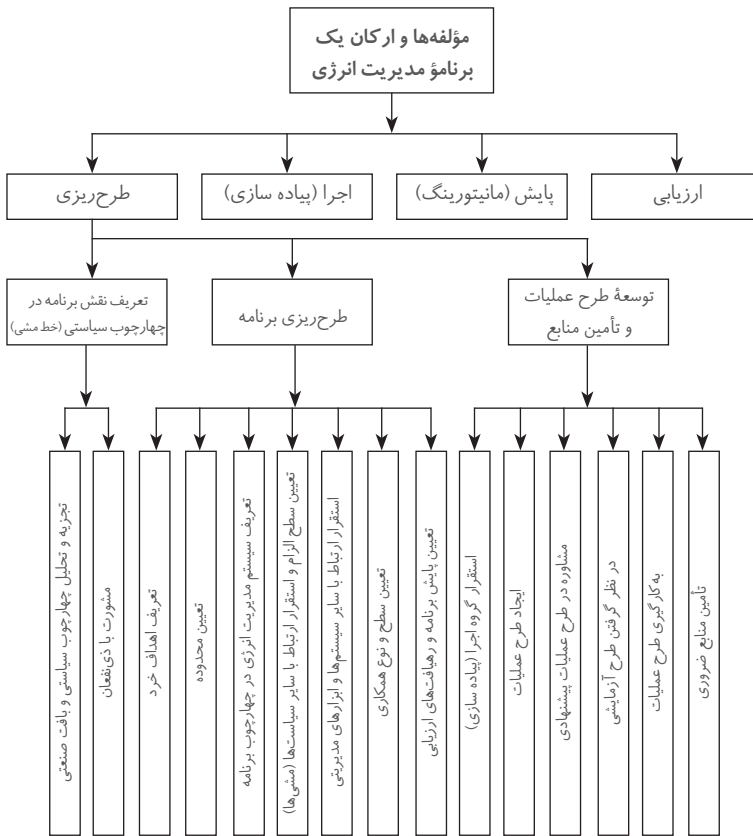 مؤلفه‌ها و ارکان یک
برنامۀ مدیریت انرژی
طرح‌ریزی
اجرا (پیاده سازی)
پایش (مانیتورینگ)
ارزیابی
تعریف نقش برنامه در
چهارچوب سیاستی (خط مشی)
طرح‌ریزی برنامه
توسعۀ طرح عملیات
و تأمین منابع
تجزیه و تحلیل چهارچوب سیاستی و بافت صنعتی
مشورت با ذی‌نفعان
تعریف اهداف خرد
تعیین محدوده
تعریف سیستم مدیریت انرژی در چهارچوب برنامه
تعیین سطح الزام و استقرار ارتباط با سایر سیاست‌ها (مشی‌ها)
استقرار ارتباط با سایر سیستم‌ها و ابزارهای مدیریتی
تعیین سطح و نوع همکاری
تعیین پایش برنامه و رهیافت‌های ارزیابی
استقرار گروه اجرا (پیاده سازی)
ایجاد طرح عملیات
مشاوره در طرح عملیات پیشنهادی
در نظر گرفتن طرح آزمایشی
به‌کارگیری طرح عملیات
تأمین منابع ضروری